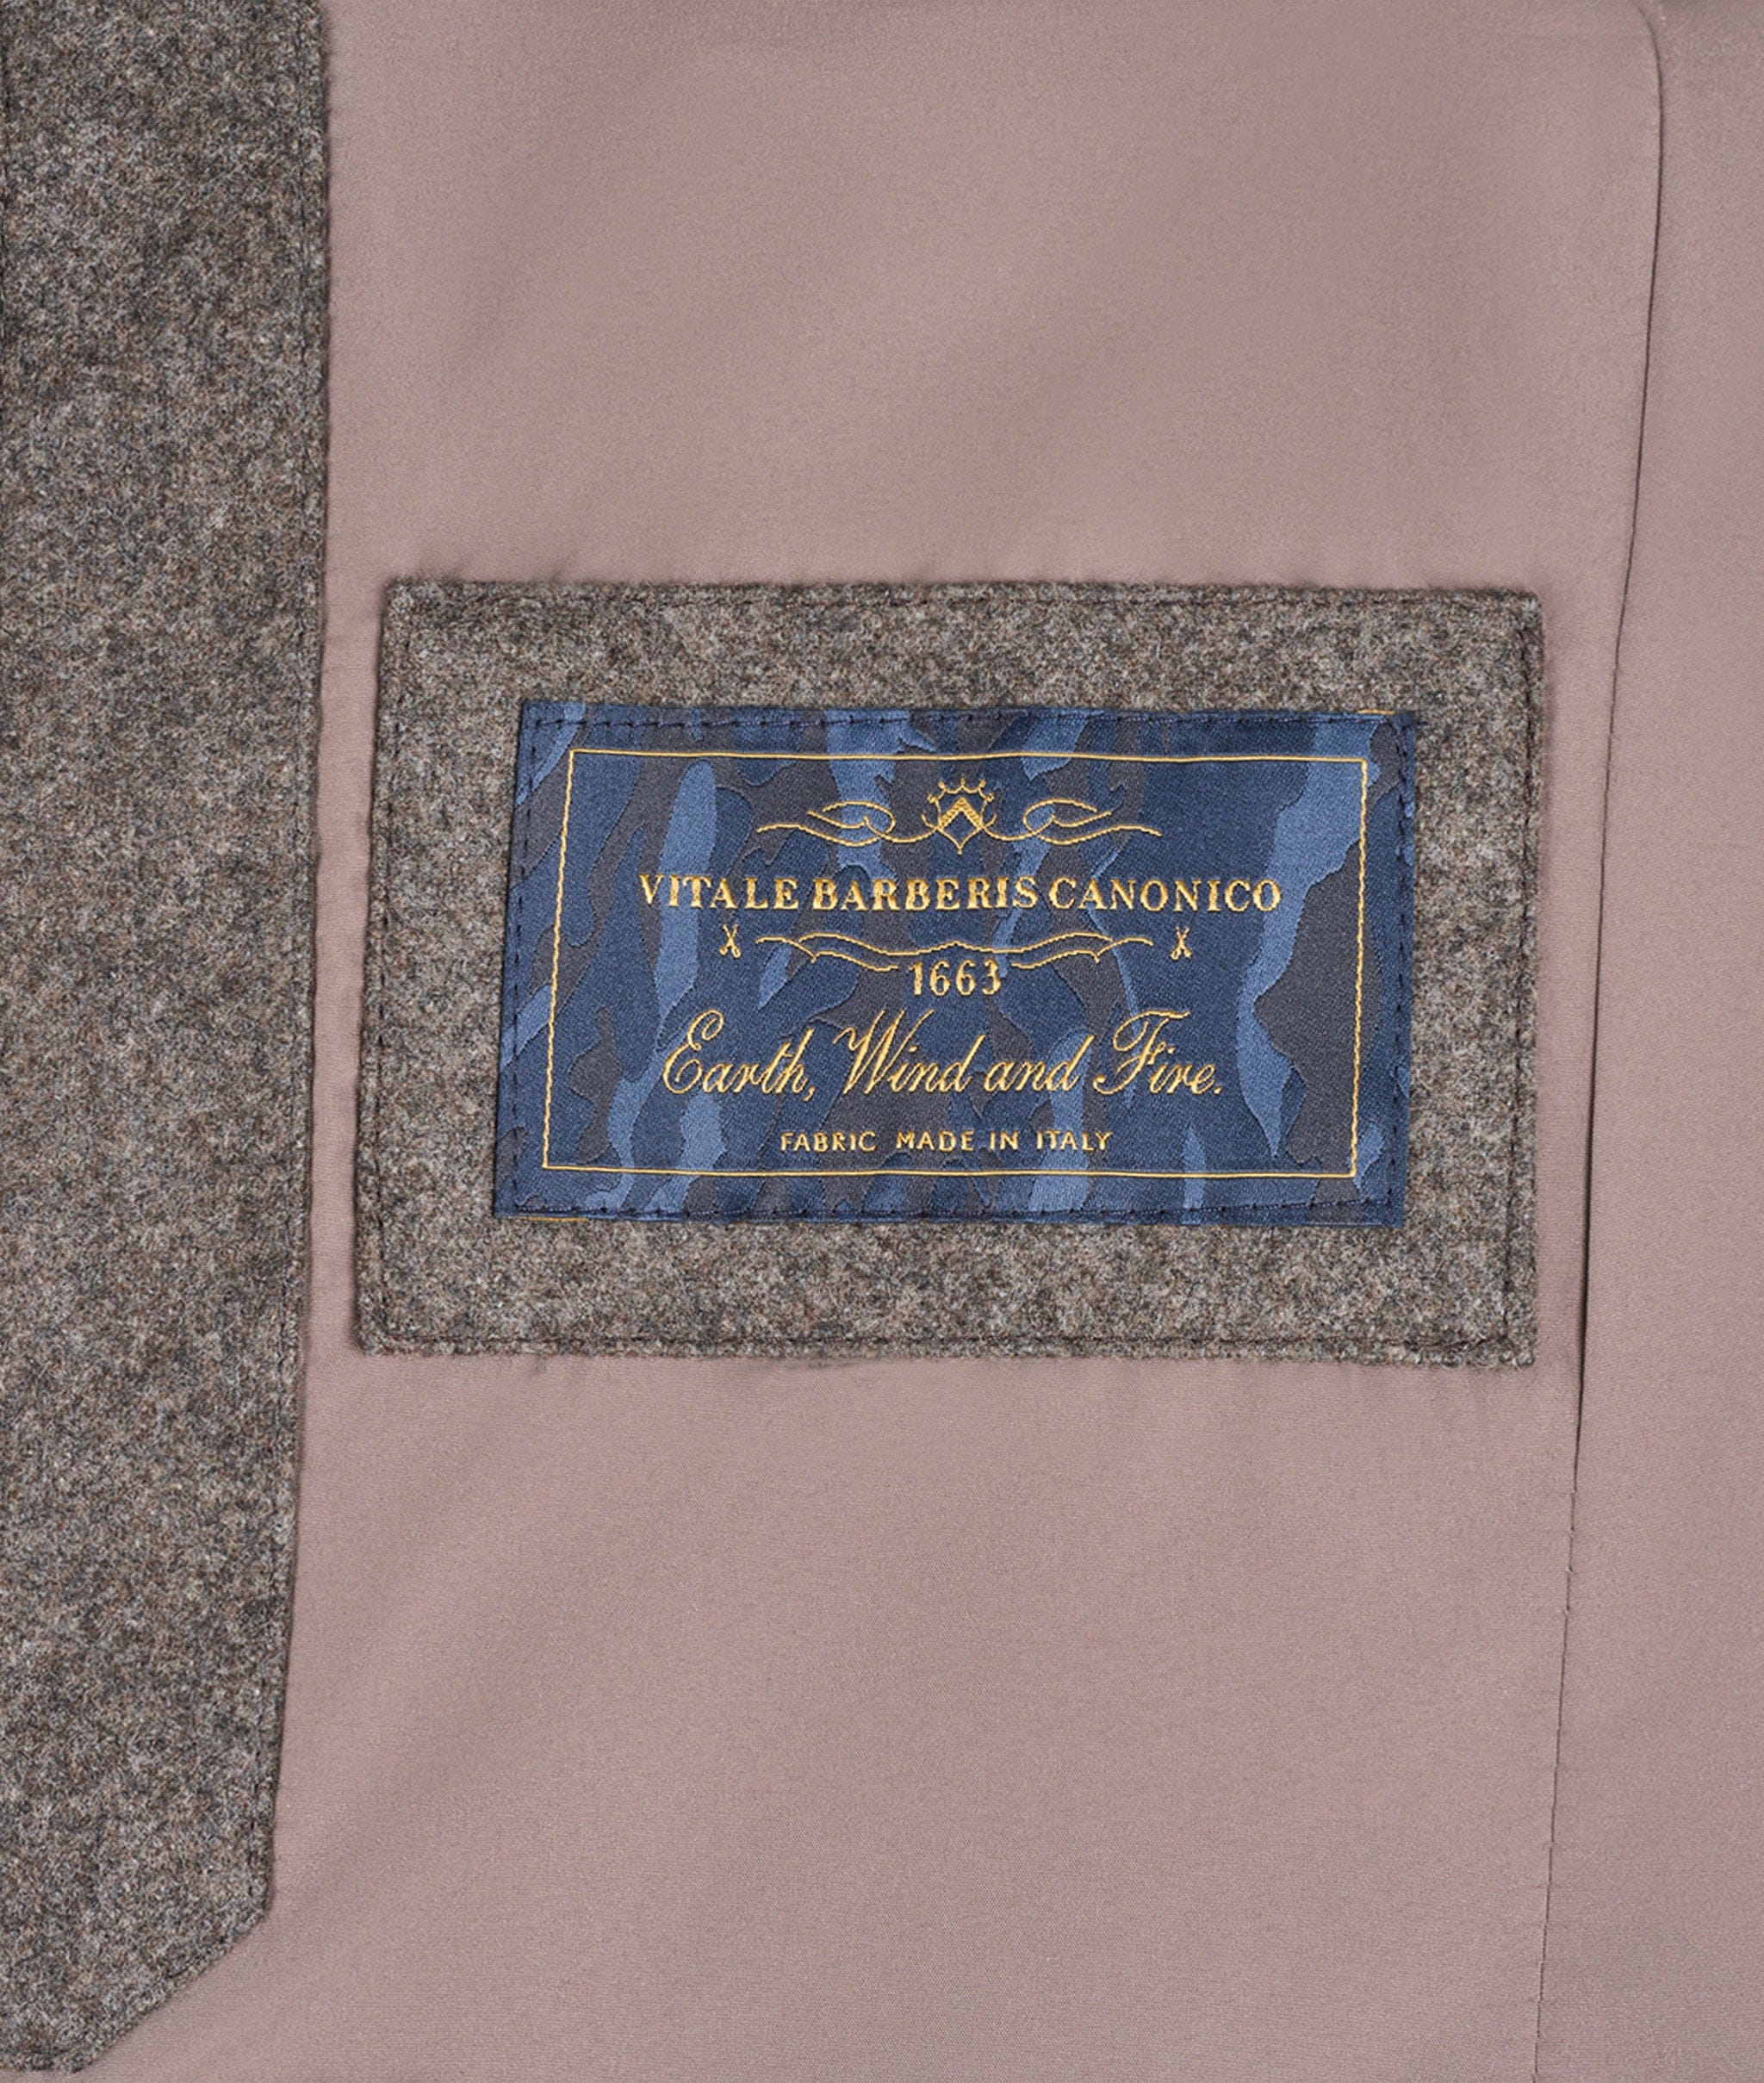 VITALE BARBERIS CANONICO
1663
Earth, Wind and Fire.
FABRIC MADE IN ITALY